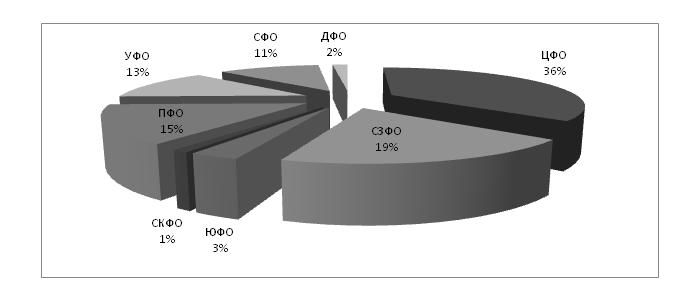 ДФО
2%
СФО
11%
УФО
13%
ЦФО
36%
ПФО
15%
СЗФО
19%
СКФО
1%
ЮФО
3%